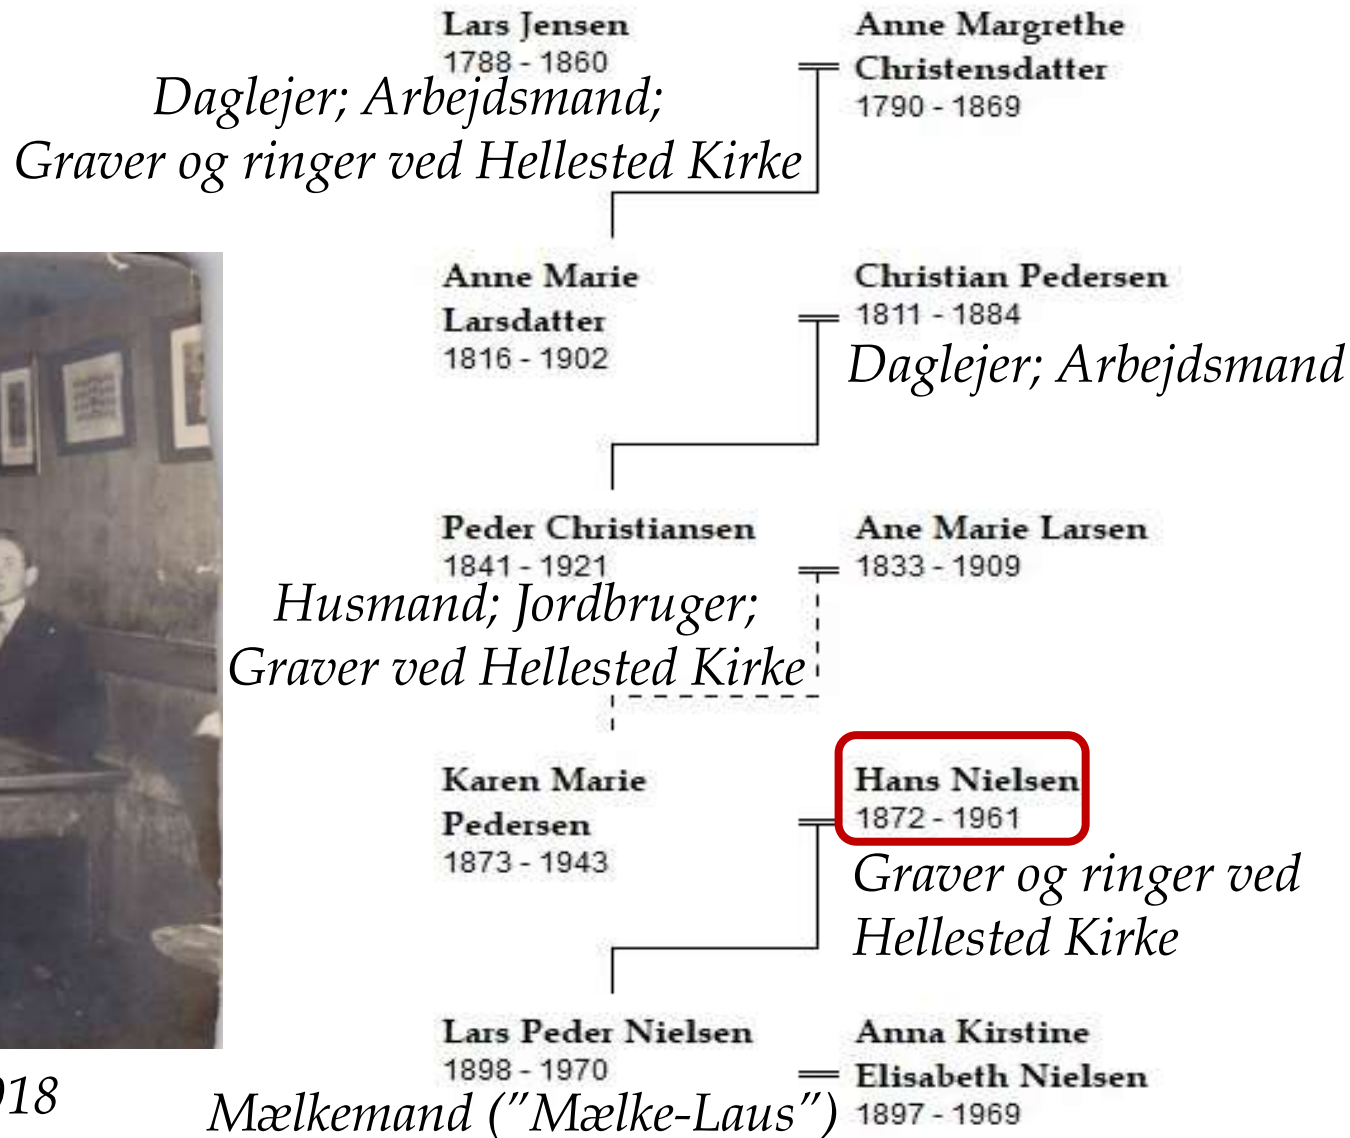 Lars Jensen
1788 - 1860
Anne Margrethe
Christensdatter
1790 - 1869
Daglejer; Arbejdsmand;
Graver og ringer ved Hellested Kirke
Anne Marie
Larsdatter
1816 - 1902
Christian Pedersen
1811 - 1884
Daglejer; Arbejdsmand
Peder Christiansen
1841 - 1921
Ane Marie Larsen
1833 - 1909
Husmand; Jordbruger;
Graver ved Hellested Kirke
Karen Marie
Pedersen
1873 - 1943
Hans Nielsen
1872 - 1961
Graver og ringer ved
Hellested Kirke
Lars Peder Nielsen
1898 - 1970
Anna Kirstine
Elisabeth Nielsen
1897 - 1969
Mælkemand (”Mælke-Laus”)